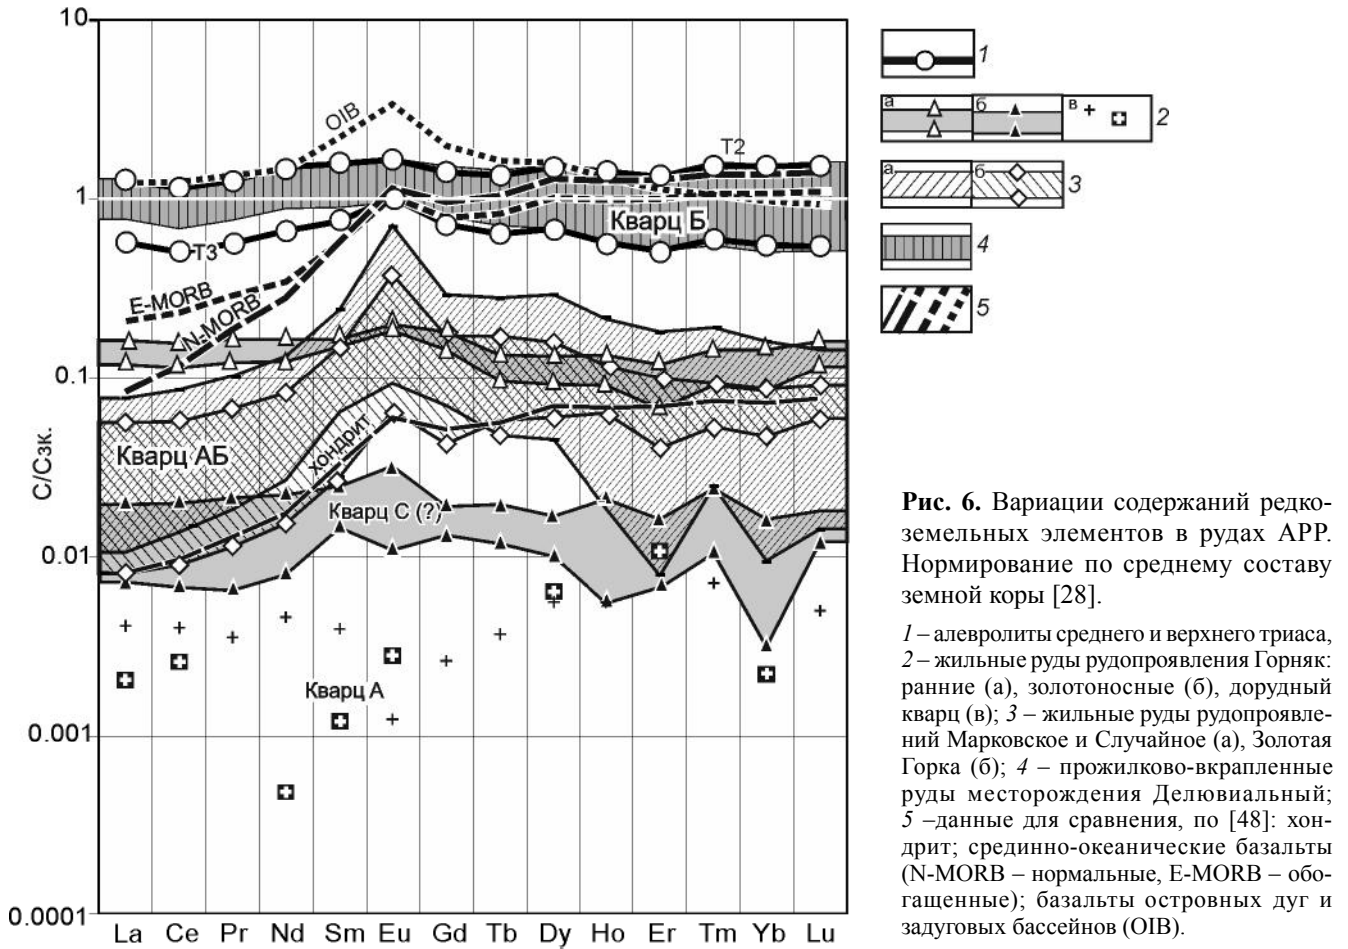 10
1
0.1
0.01
0.001
0.0001
С/Сзк.
La Ce Pr Nd Sm Eu Gd Tb Dy Ho Er Tm Yb Lu
OIB
T2
Кварц Б
T3
E-MORB
N-MORB
Кварц АБ
хондрит
Кварц С (?)
Кварц А
1
а б в 2
а б 3
4
5
Рис. 6. Вариации содержаний редко-
земельных элементов в рудах АРР.
Нормирование по среднему составу
земной коры [28].
1 – алевролиты среднего и верхнего триаса,
2 – жильные руды рудопроявления Горняк:
ранние (а), золотоносные (б), дорудный
кварц (в); 3 – жильные руды рудопроявле-
ний Марковское и Случайное (а), Золотая
Горка (б); 4 – прожилково-вкрапленные
руды месторождения Делювиальный;
5 –данные для сравнения, по [48]: хон-
дрит; срединно-океанические базальты
(N-MORB – нормальные, E-MORB – обо-
гащенные); базальты островных дуг и
задуговых бассейнов (OIB).